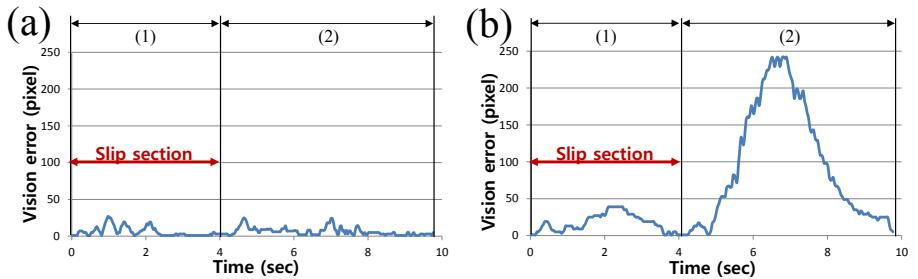 (a)
(1) (2)
250
200
150
100
50
0
Vision error (pixel)
Slip section
0 2 4 6 8 10
Time (sec)
(b)
(1) (2)
250
200
150
100
50
0
Vision error (pixel)
Slip section
0 2 4 6 8 10
Time (sec)